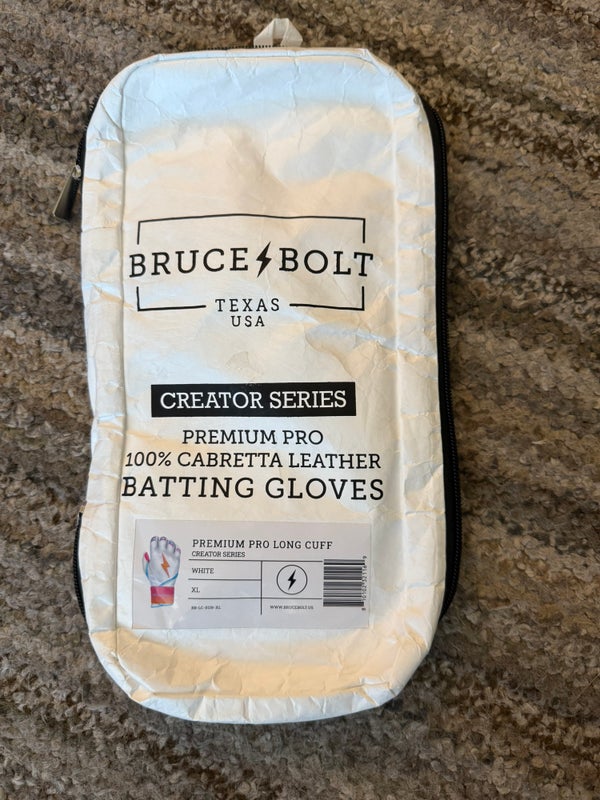 BRUCE BOLT
TEXAS
USA
CREATOR SERIES
PREMIUM PRO
100% CABRETTA LEATHER
BATTING GLOVES
PREMIUM PRO LONG CUFF
CREATOR SERIES
WHITE
XL
WWW.BRUCEBOLT.US